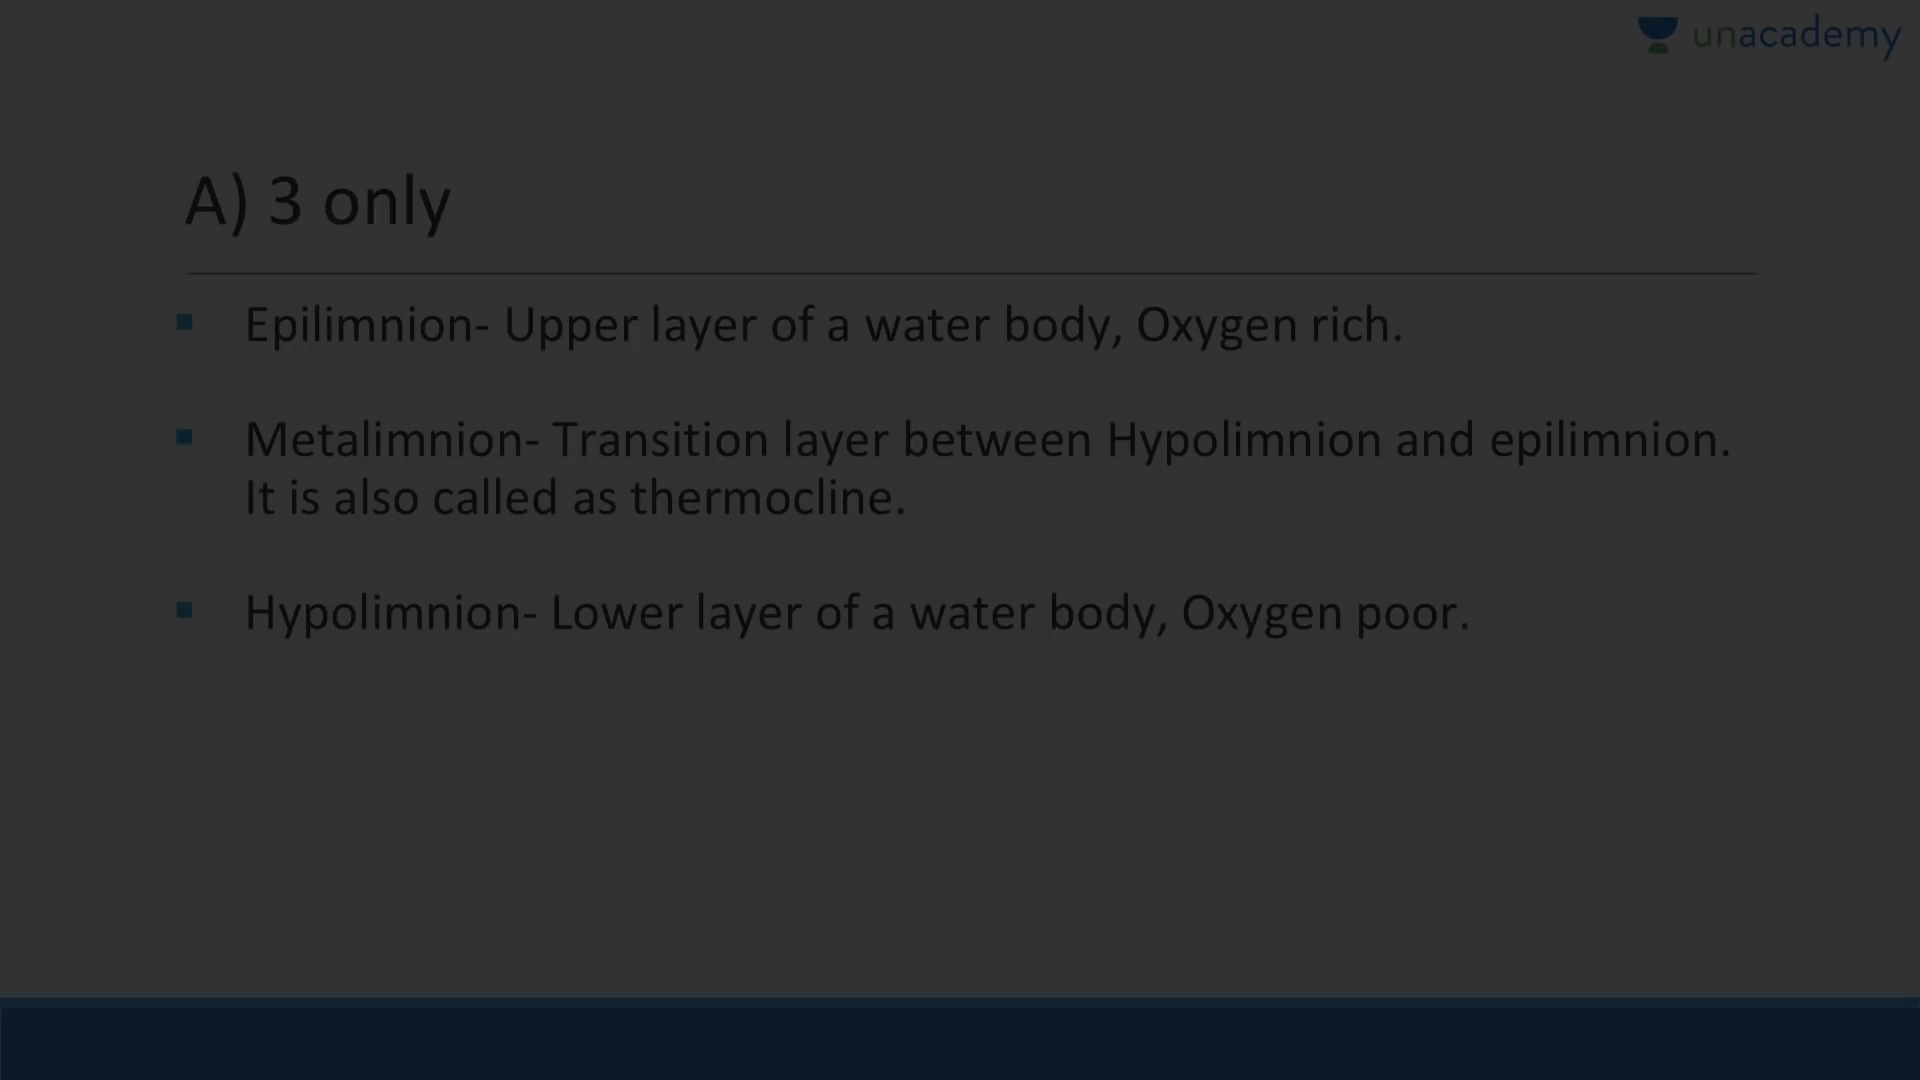 unacademy
A) 3 only
Epilimnion- Upper layer of a water body, Oxygen rich.
Metalimnion- Transition layer between Hypolimnion and epilimnion.
It is also called as thermocline.
Hypolimnion- Lower layer of a water body, Oxygen poor.